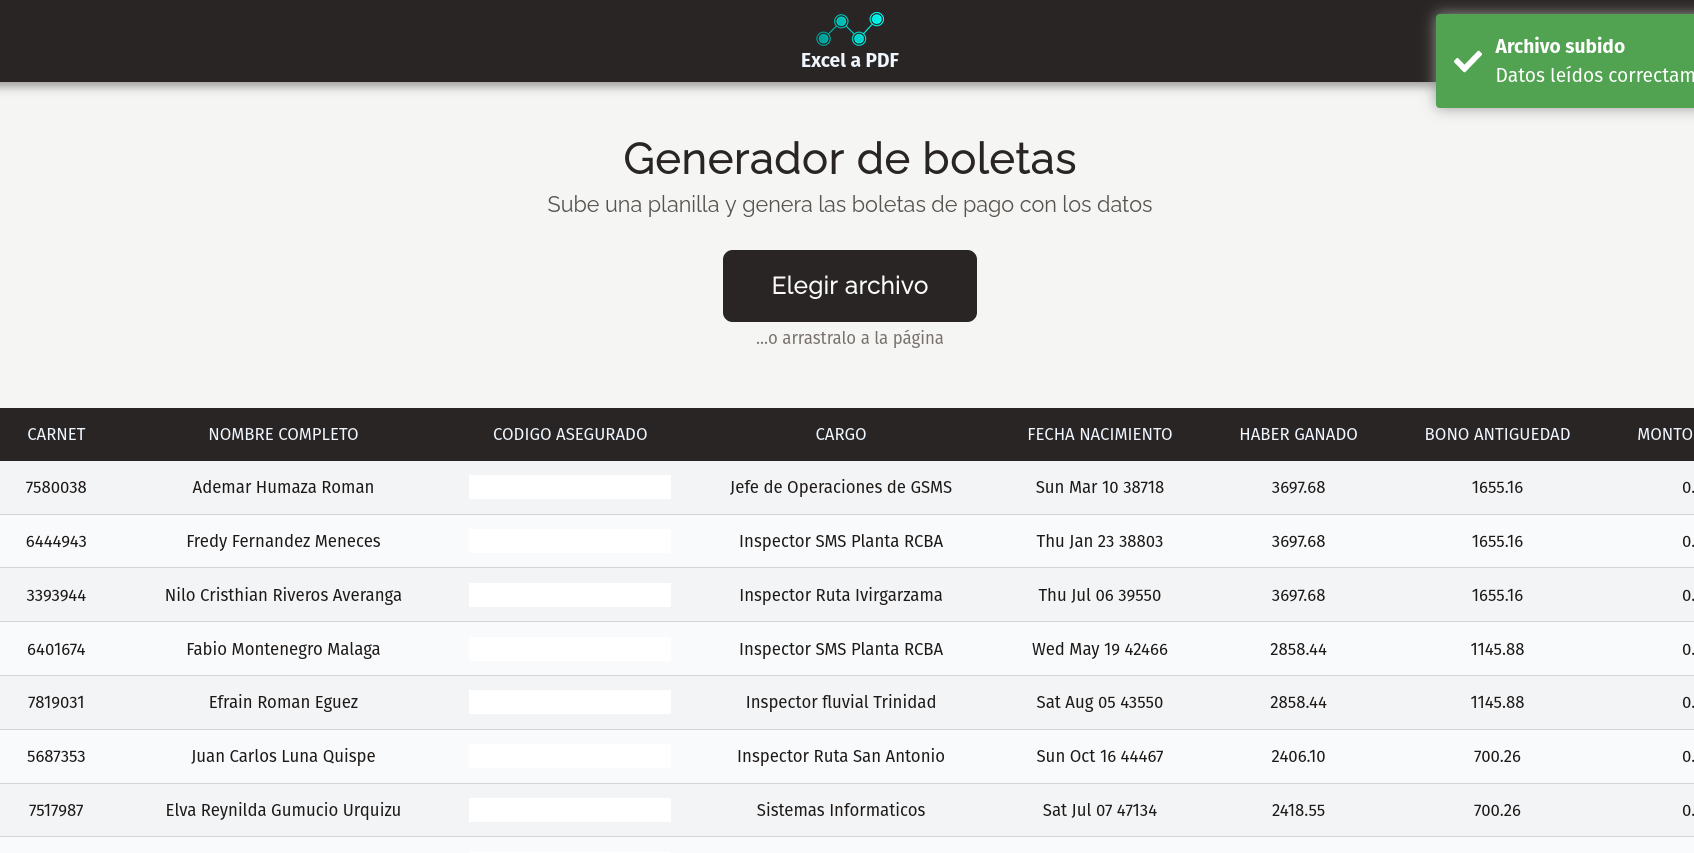 Excel a PDF
Archivo subido
Datos leídos correctam
Generador de boletas
Sube una planilla y genera las boletas de pago con los datos
Elegir archivo
...o arrastralo a la página
CARNET NOMBRE COMPLETO CODIGO ASEGURADO CARGO FECHA NACIMIENTO HABER GANADO BONO ANTIGUEDAD MONTO
7580038 Ademar Humaza Roman Jefe de Operaciones de GSMS Sun Mar 10 38718 3697.68 1655.16 0.
6444943 Fredy Fernandez Meneces Inspector SMS Planta RCBA Thu Jan 23 38803 3697.68 1655.16 0.
3393944 Nilo Cristhian Riveros Averanga Inspector Ruta Ivirgarzama Thu Jul 06 39550 3697.68 1655.16 0.
6401674 Fabio Montenegro Malaga Inspector SMS Planta RCBA Wed May 19 42466 2858.44 1145.88 0.
7819031 Efrain Roman Eguez Inspector fluvial Trinidad Sat Aug 05 43550 2858.44 1145.88 0.
5687353 Juan Carlos Luna Quispe Inspector Ruta San Antonio Sun Oct 16 44467 2406.10 700.26 0.
7517987 Elva Reynilda Gumucio Urquizu Sistemas Informaticos Sat Jul 07 47134 2418.55 700.26 0.